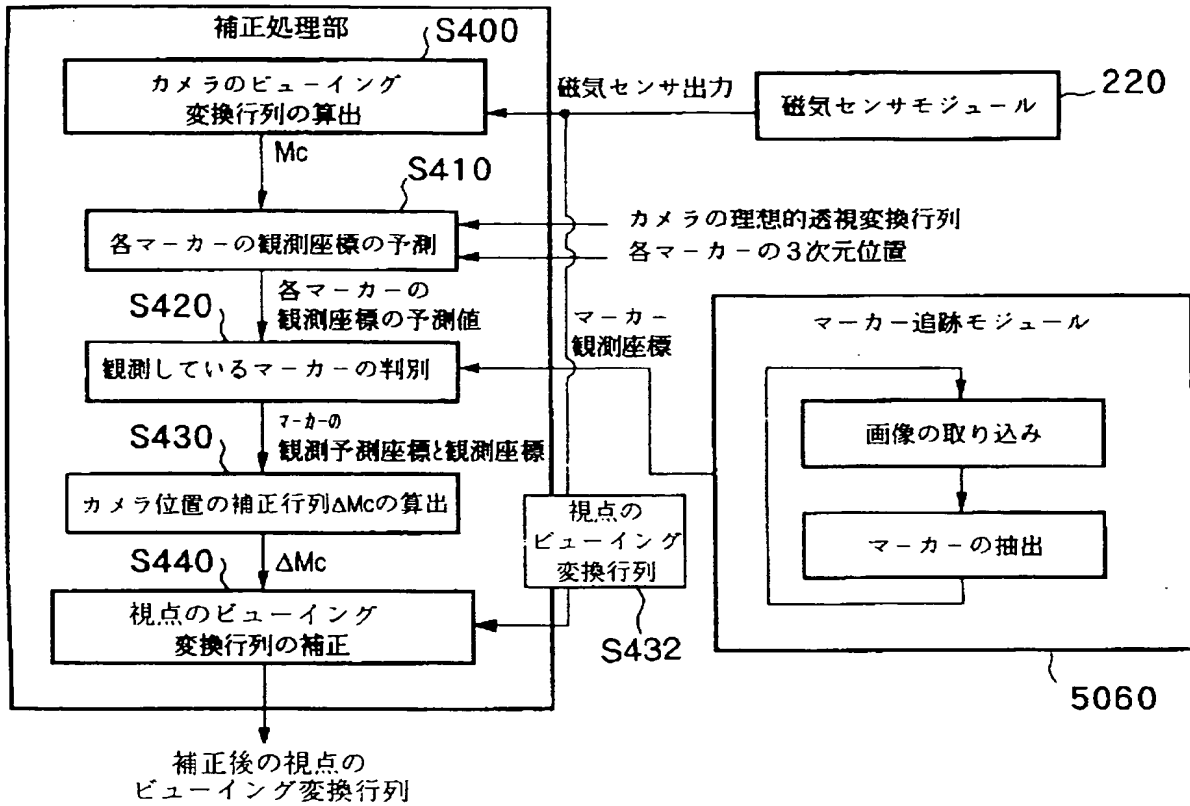 補正処理部
S400
カメラのビューイング
変換行列の算出
磁気センサ出力
磁気センサモジュール
220
Mc
S410
各マーカーの観測座標の予測
カメラの理想的透視変換行列
各マーカーの3次元位置
各マーカーの
観測座標の予測値
S420
観測しているマーカーの判別
マーカー
観測座標
マーカー追跡モジュール
画像の取り込み
マーカーの抽出
5060
マーカーの
観測予測座標と観測座標
S430
カメラ位置の補正行列ΔMcの算出
視点の
ビューイング
変換行列
S432
ΔMc
S440
視点のビューイング
変換行列の補正
補正後の視点の
ビューイング変換行列